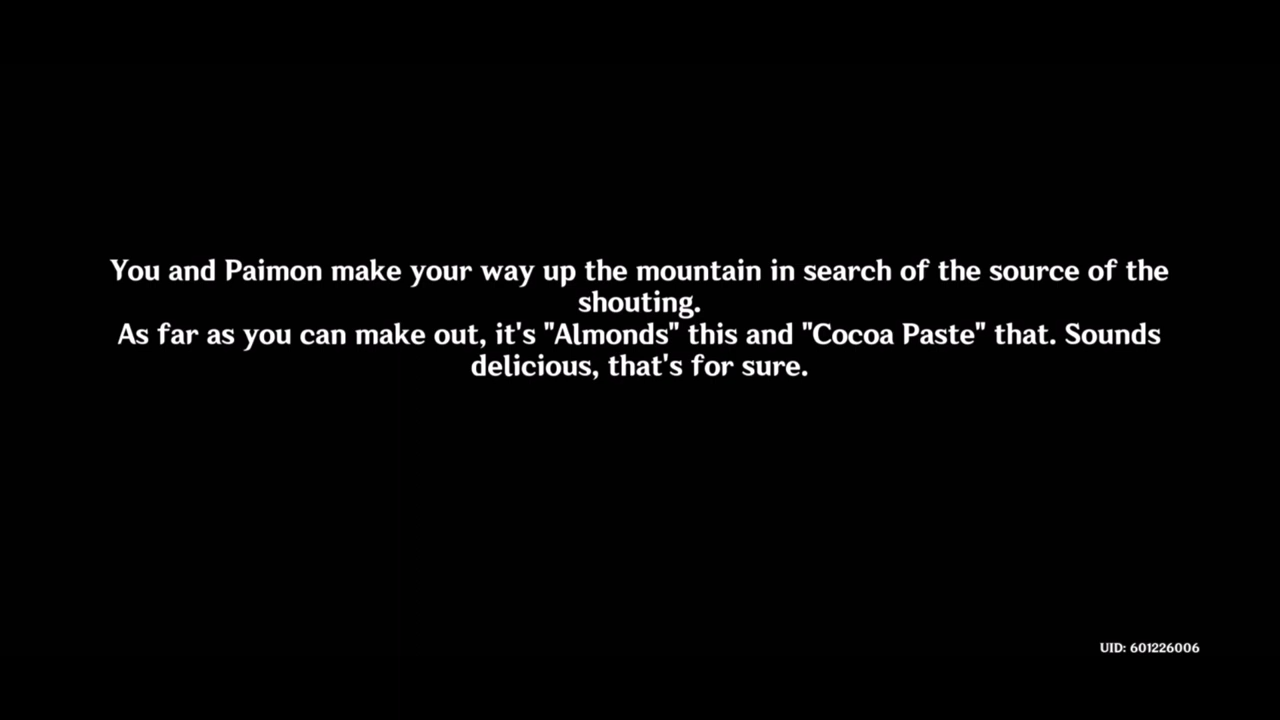 You and Paimon make your way up the mountain in search of the source of the
shouting.
As far as you can make out, it's "Almonds" this and "Cocoa Paste" that. Sounds
delicious, that's for sure.
UID: 601226006